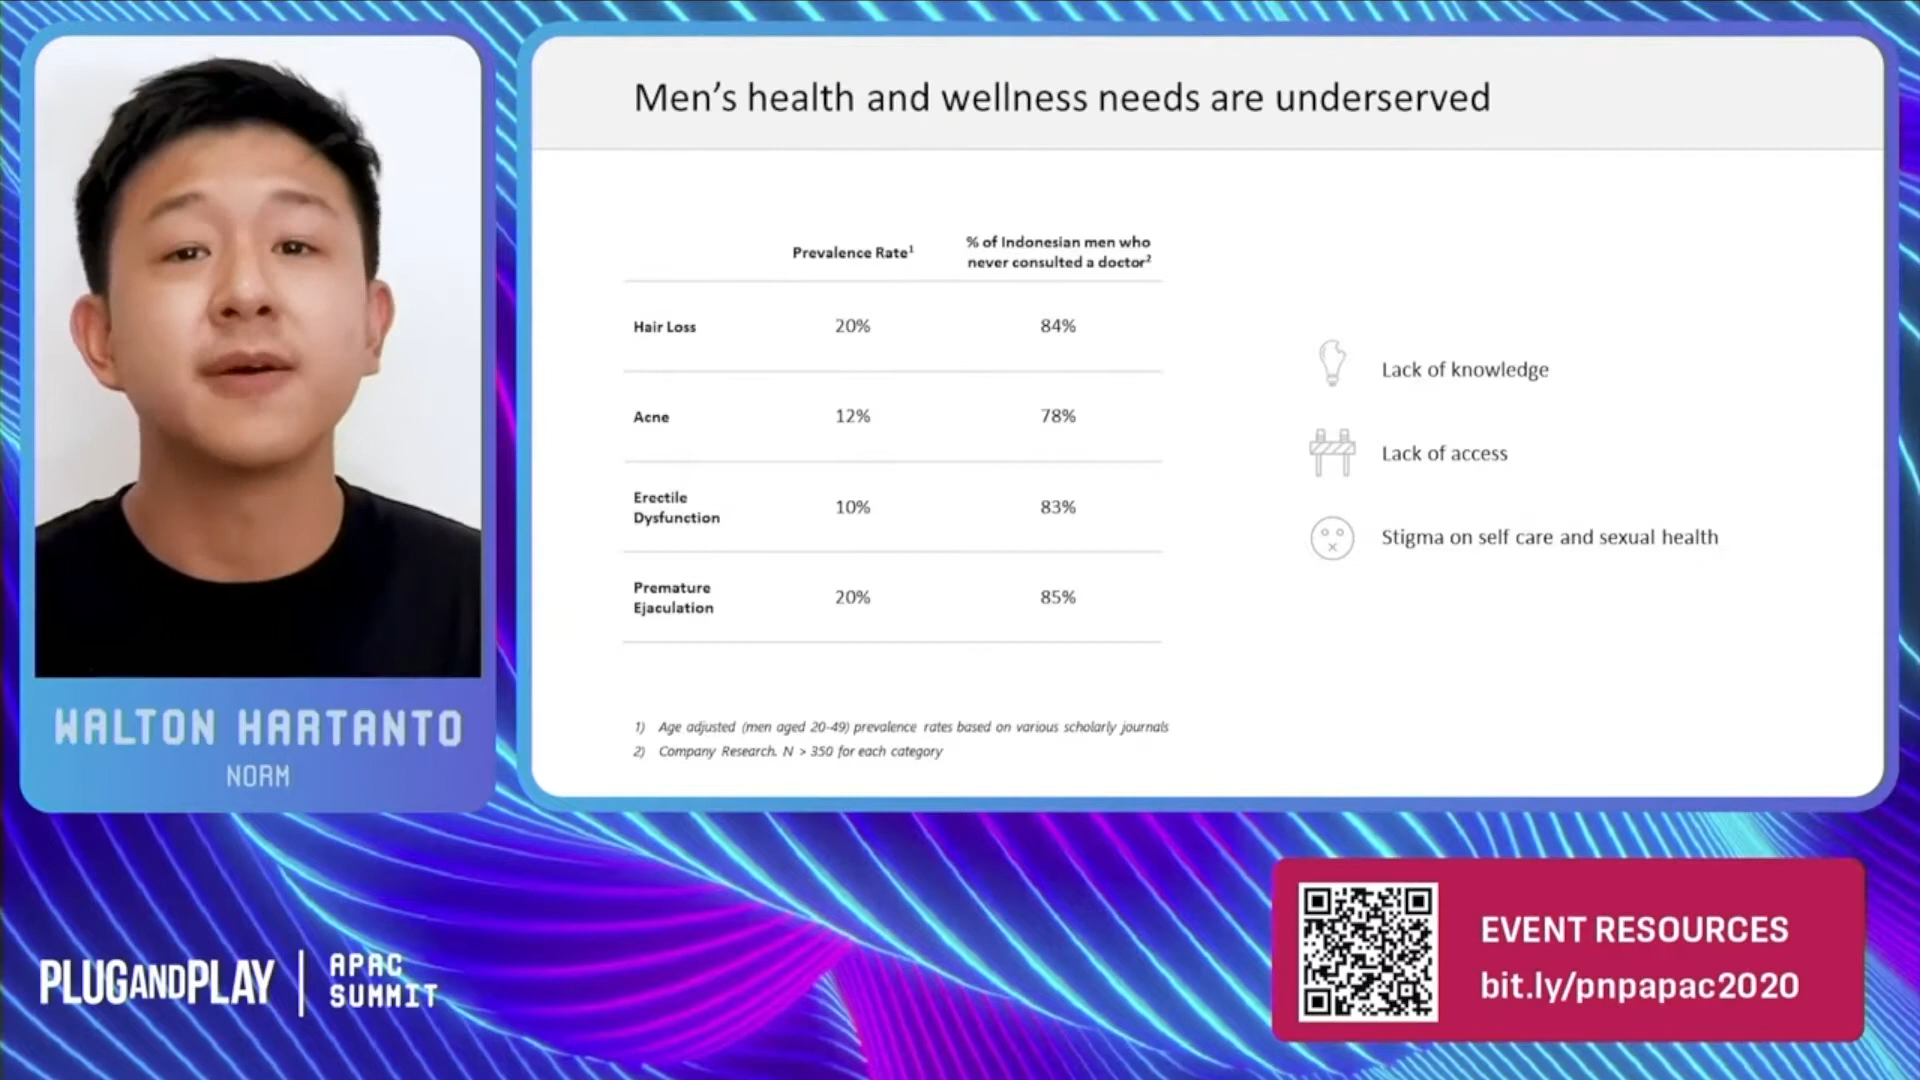 Men's health and wellness needs are underserved
Prevalence Rate¹
% of Indonesian men who
never consulted a doctor²
Hair Loss 20% 84%
Acne 12% 78%
Erectile
Dysfunction 10% 83%
Premature
Ejaculation 20% 85%
Lack of knowledge
Lack of access
Stigma on self care and sexual health
1) Age adjusted (men aged 20-49) prevalence rates based on various scholarly journals
2) Company Research. N > 350 for each category
WALTON HARTANTO
NORM
PLUGANDPLAY
APAC
SUMMIT
EVENT RESOURCES
bit.ly/pnpapac2020